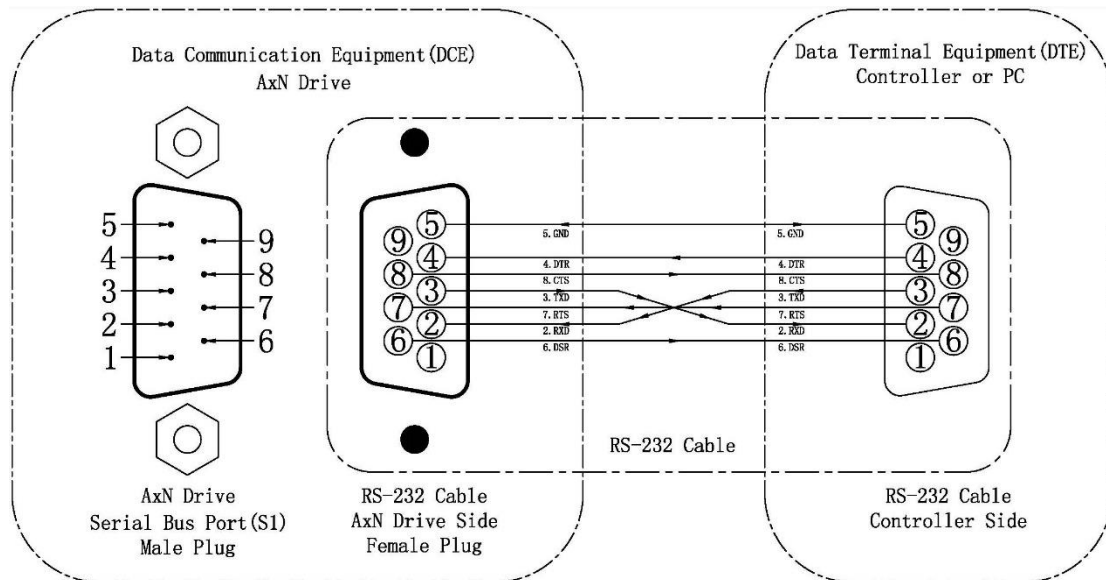 Data Communication Equipment(DCE)
AxN Drive
Data Terminal Equipment(DTE)
Controller or PC
5
4
3
2
1
9
8
7
6
5
9
4
8
3
7
2
6
1
5.GND
4.DTR
8.CTS
3.TXD
7.RTS
2.RXD
6.DSR
5.GND
4.DTR
8.CTS
3.TXD
7.RTS
2.RXD
6.DSR
5
9
4
8
3
7
2
6
1
RS-232 Cable
AxN Drive
Serial Bus Port(S1)
Male Plug
RS-232 Cable
AxN Drive Side
Female Plug
RS-232 Cable
Controller Side